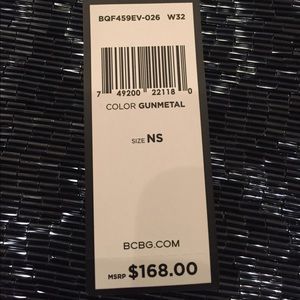 BQF459EV-026 W32
7 49200 22118 0
COLOR GUNMETAL
SIZE NS
BCBG.COM
MSRP $168.00